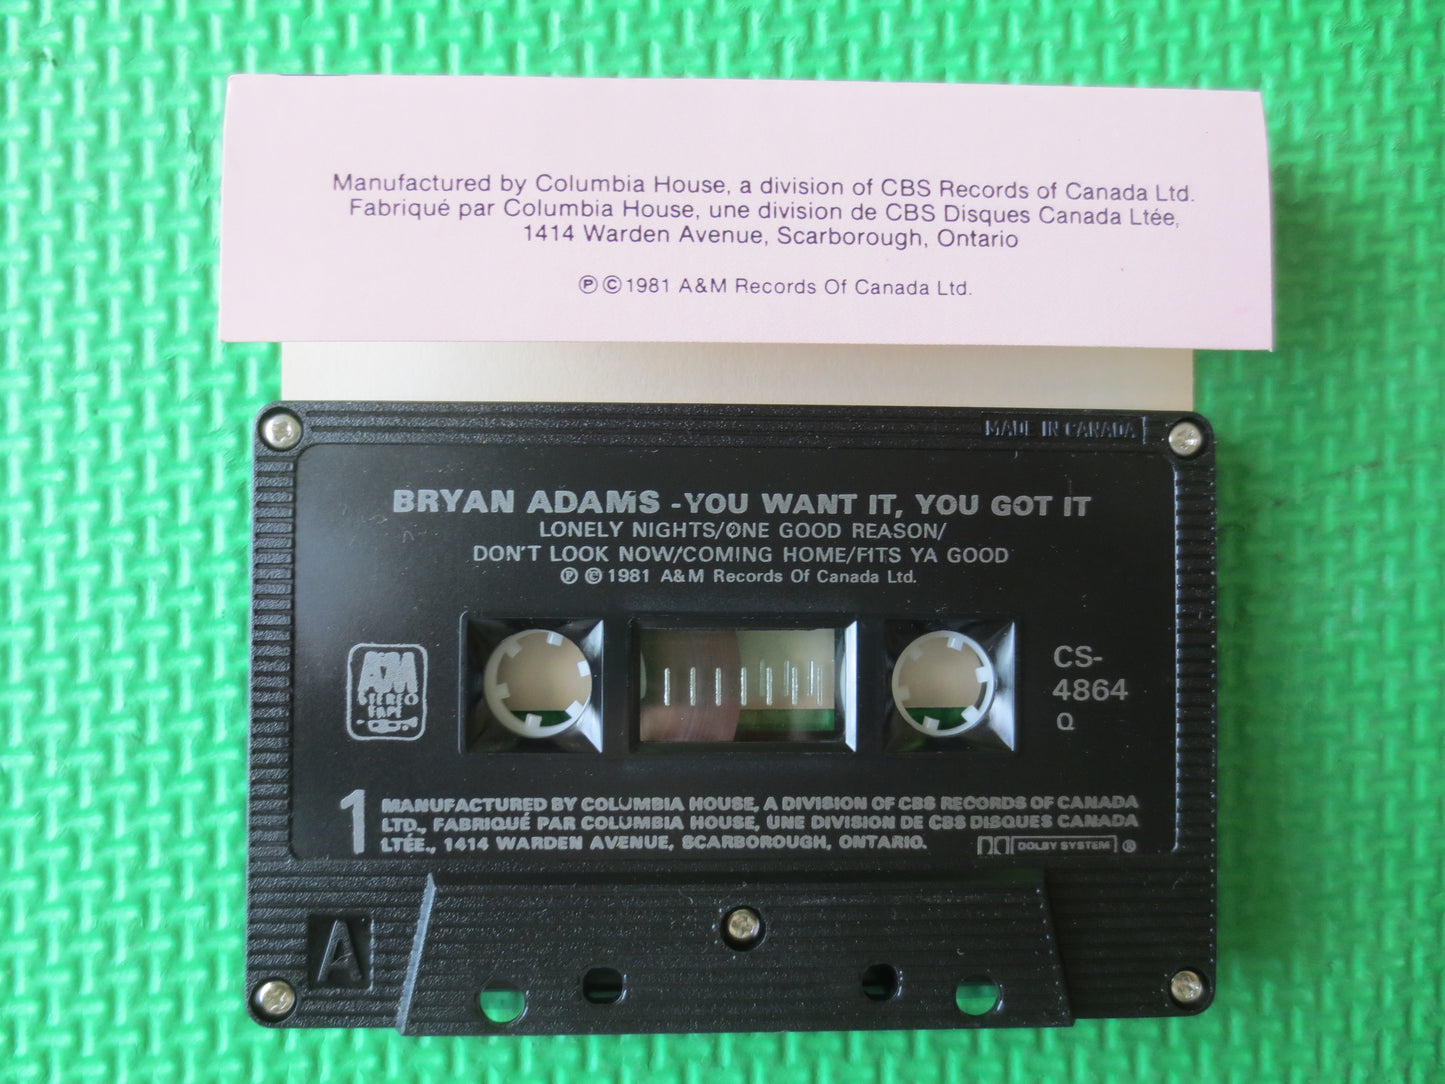 Manufactured by Columbia House, a division of CBS Records of Canada Ltd.
Fabriqué par Columbia House, une division de CBS Disques Canada Ltée,
1414 Warden Avenue, Scarborough, Ontario
ⓅⒸ1981 A&M Records Of Canada Ltd.
MADE IN CANADA
BRYAN ADAMS -YOU WANT IT, YOU GOT IT
LONELY NIGHTS/ONE GOOD REASON/
DON'T LOOK NOW/COMING HOME/FITS YA GOOD
Ⓟ Ⓒ 1981 A&M Records Of Canada Ltd.
A&M
STEREO
TAPE
CS-
4864
Q
1
MANUFACTURED BY COLUMBIA HOUSE, A DIVISION OF CBS RECORDS OF CANADA
LTD., FABRIQUÉ PAR COLUMBIA HOUSE, UNE DIVISION DE CBS DISQUES CANADA
LTÉE., 1414 WARDEN AVENUE, SCARBOROUGH, ONTARIO.
DOLBY SYSTEM ®
A